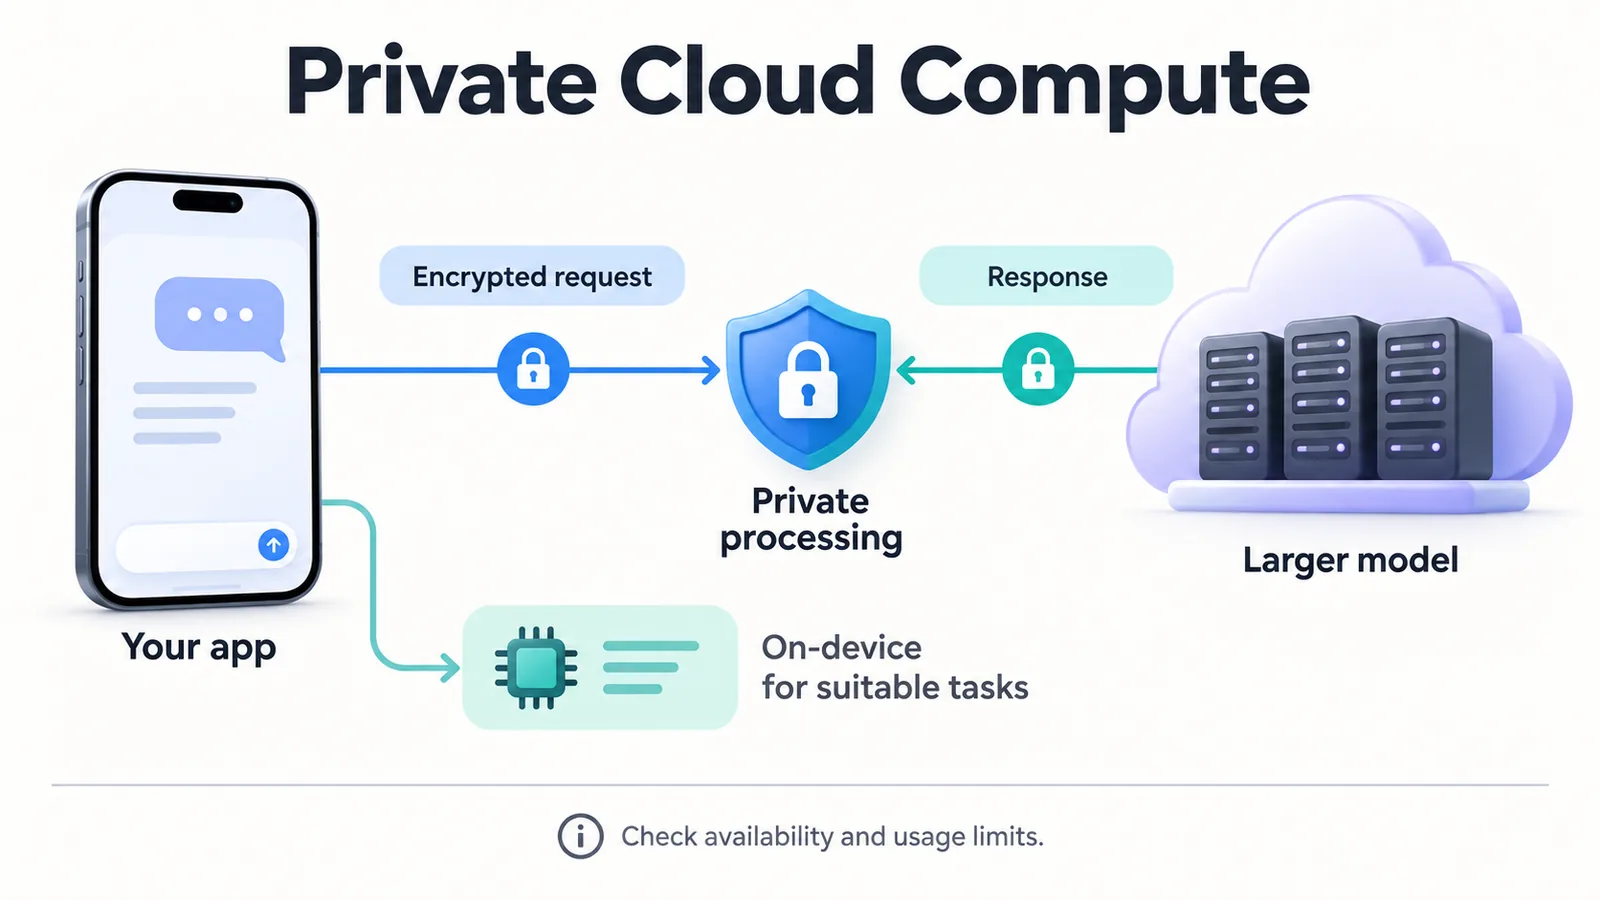 Private Cloud Compute
Encrypted request
Response
Private
processing
Larger model
Your app
On-device
for suitable tasks
Check availability and usage limits.